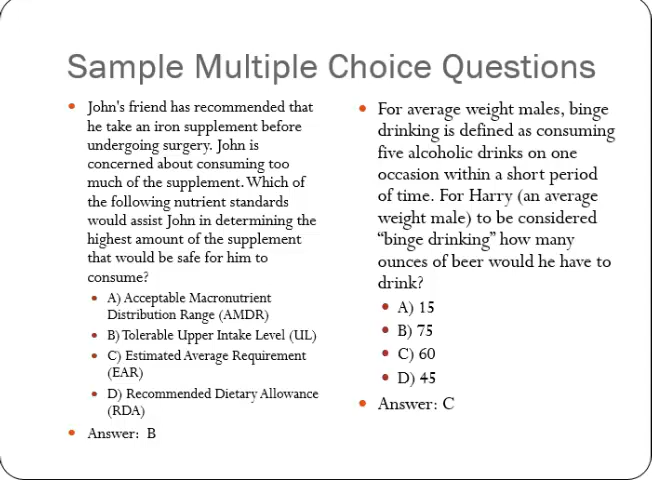 Sample Multiple Choice Questions
John's friend has recommended that
he take an iron supplement before
undergoing surgery. John is
concerned about consuming too
much of the supplement. Which of
the following nutrient standards
would assist John in determining the
highest amount of the supplement
that would be safe for him to
consume?
A) Acceptable Macronutrient
Distribution Range (AMDR)
B) Tolerable Upper Intake Level (UL)
C) Estimated Average Requirement
(EAR)
D) Recommended Dietary Allowance
(RDA)
Answer: B
For average weight males, binge
drinking is defined as consuming
five alcoholic drinks on one
occasion within a short period
of time. For Harry (an average
weight male) to be considered
“binge drinking” how many
ounces of beer would he have to
drink?
A) 15
B) 75
C) 60
D) 45
Answer: C